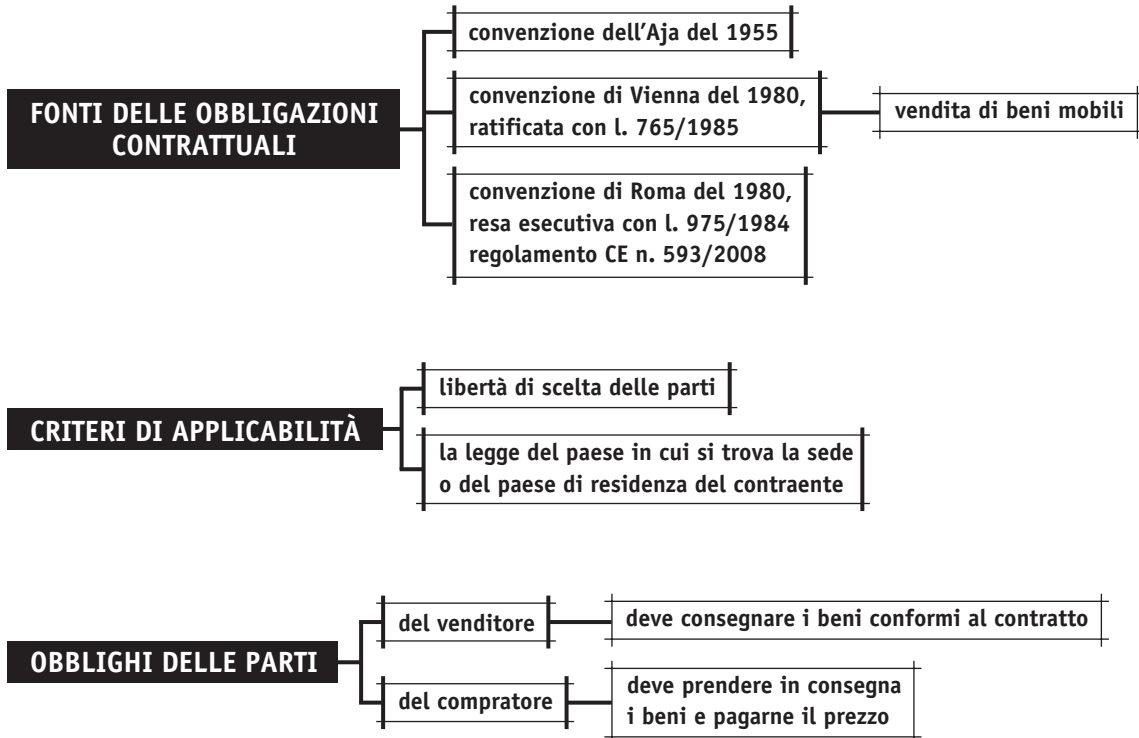 FONTI DELLE OBBLIGAZIONI
CONTRATTUALI
convenzione dell'Aja del 1955
convenzione di Vienna del 1980,
ratificata con l. 765/1985
vendita di beni mobili
convenzione di Roma del 1980,
resa esecutiva con l. 975/1984
regolamento CE n. 593/2008
CRITERI DI APPLICABILITÀ
libertà di scelta delle parti
la legge del paese in cui si trova la sede
o del paese di residenza del contraente
OBBLIGHI DELLE PARTI
del venditore
deve consegnare i beni conformi al contratto
del compratore
deve prendere in consegna
i beni e pagarne il prezzo